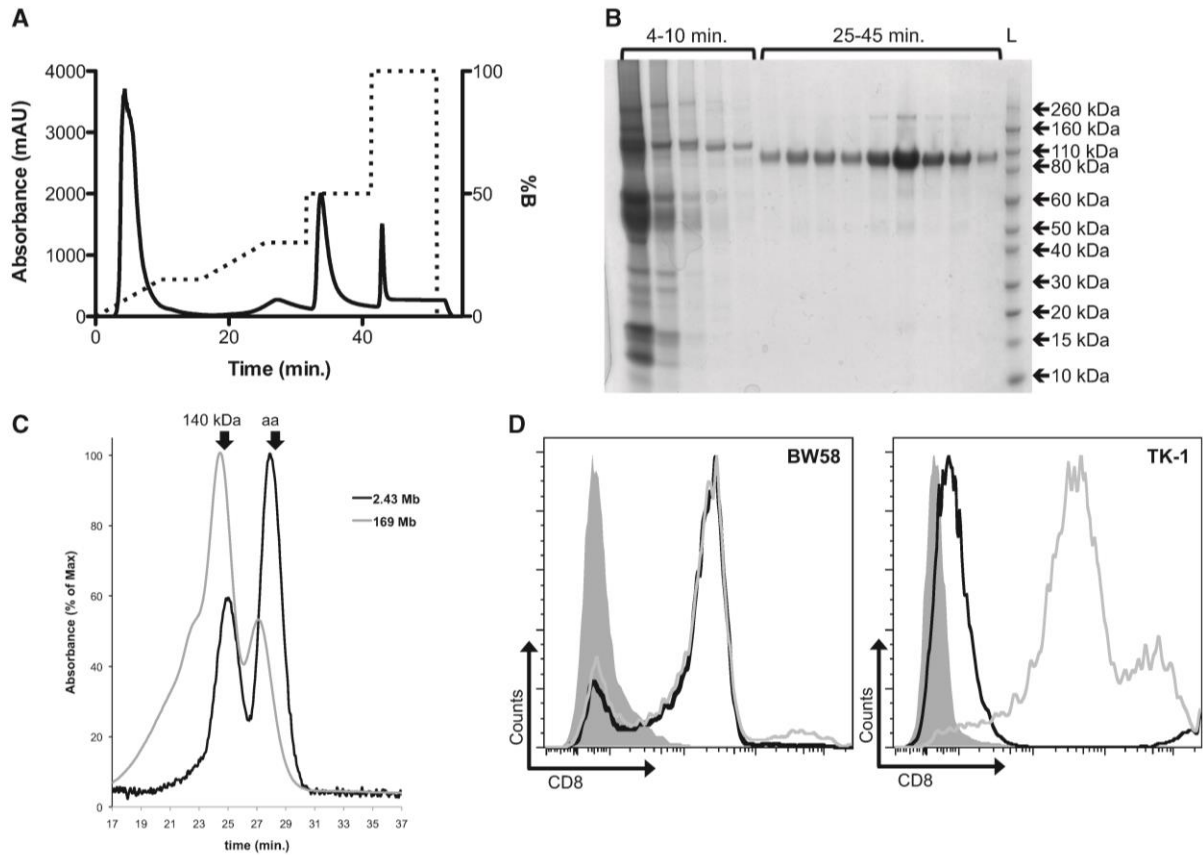 A
Absorbance (mAU)
4000
3000
2000
1000
0
100
50
0
%B
0
20
40
Time (min.)
B
4-10 min.
25-45 min.
L
260 kDa
160 kDa
110 kDa
80 kDa
60 kDa
50 kDa
40 kDa
30 kDa
20 kDa
15 kDa
10 kDa
C
140 kDa
aa
2.43 Mb
169 Mb
Absorbance (% of Max)
100
80
60
40
20
0
17 19 21 23 25 27 29 31 33 35 37
time (min.)
D
BW58
Counts
CD8
TK-1
Counts
CD8